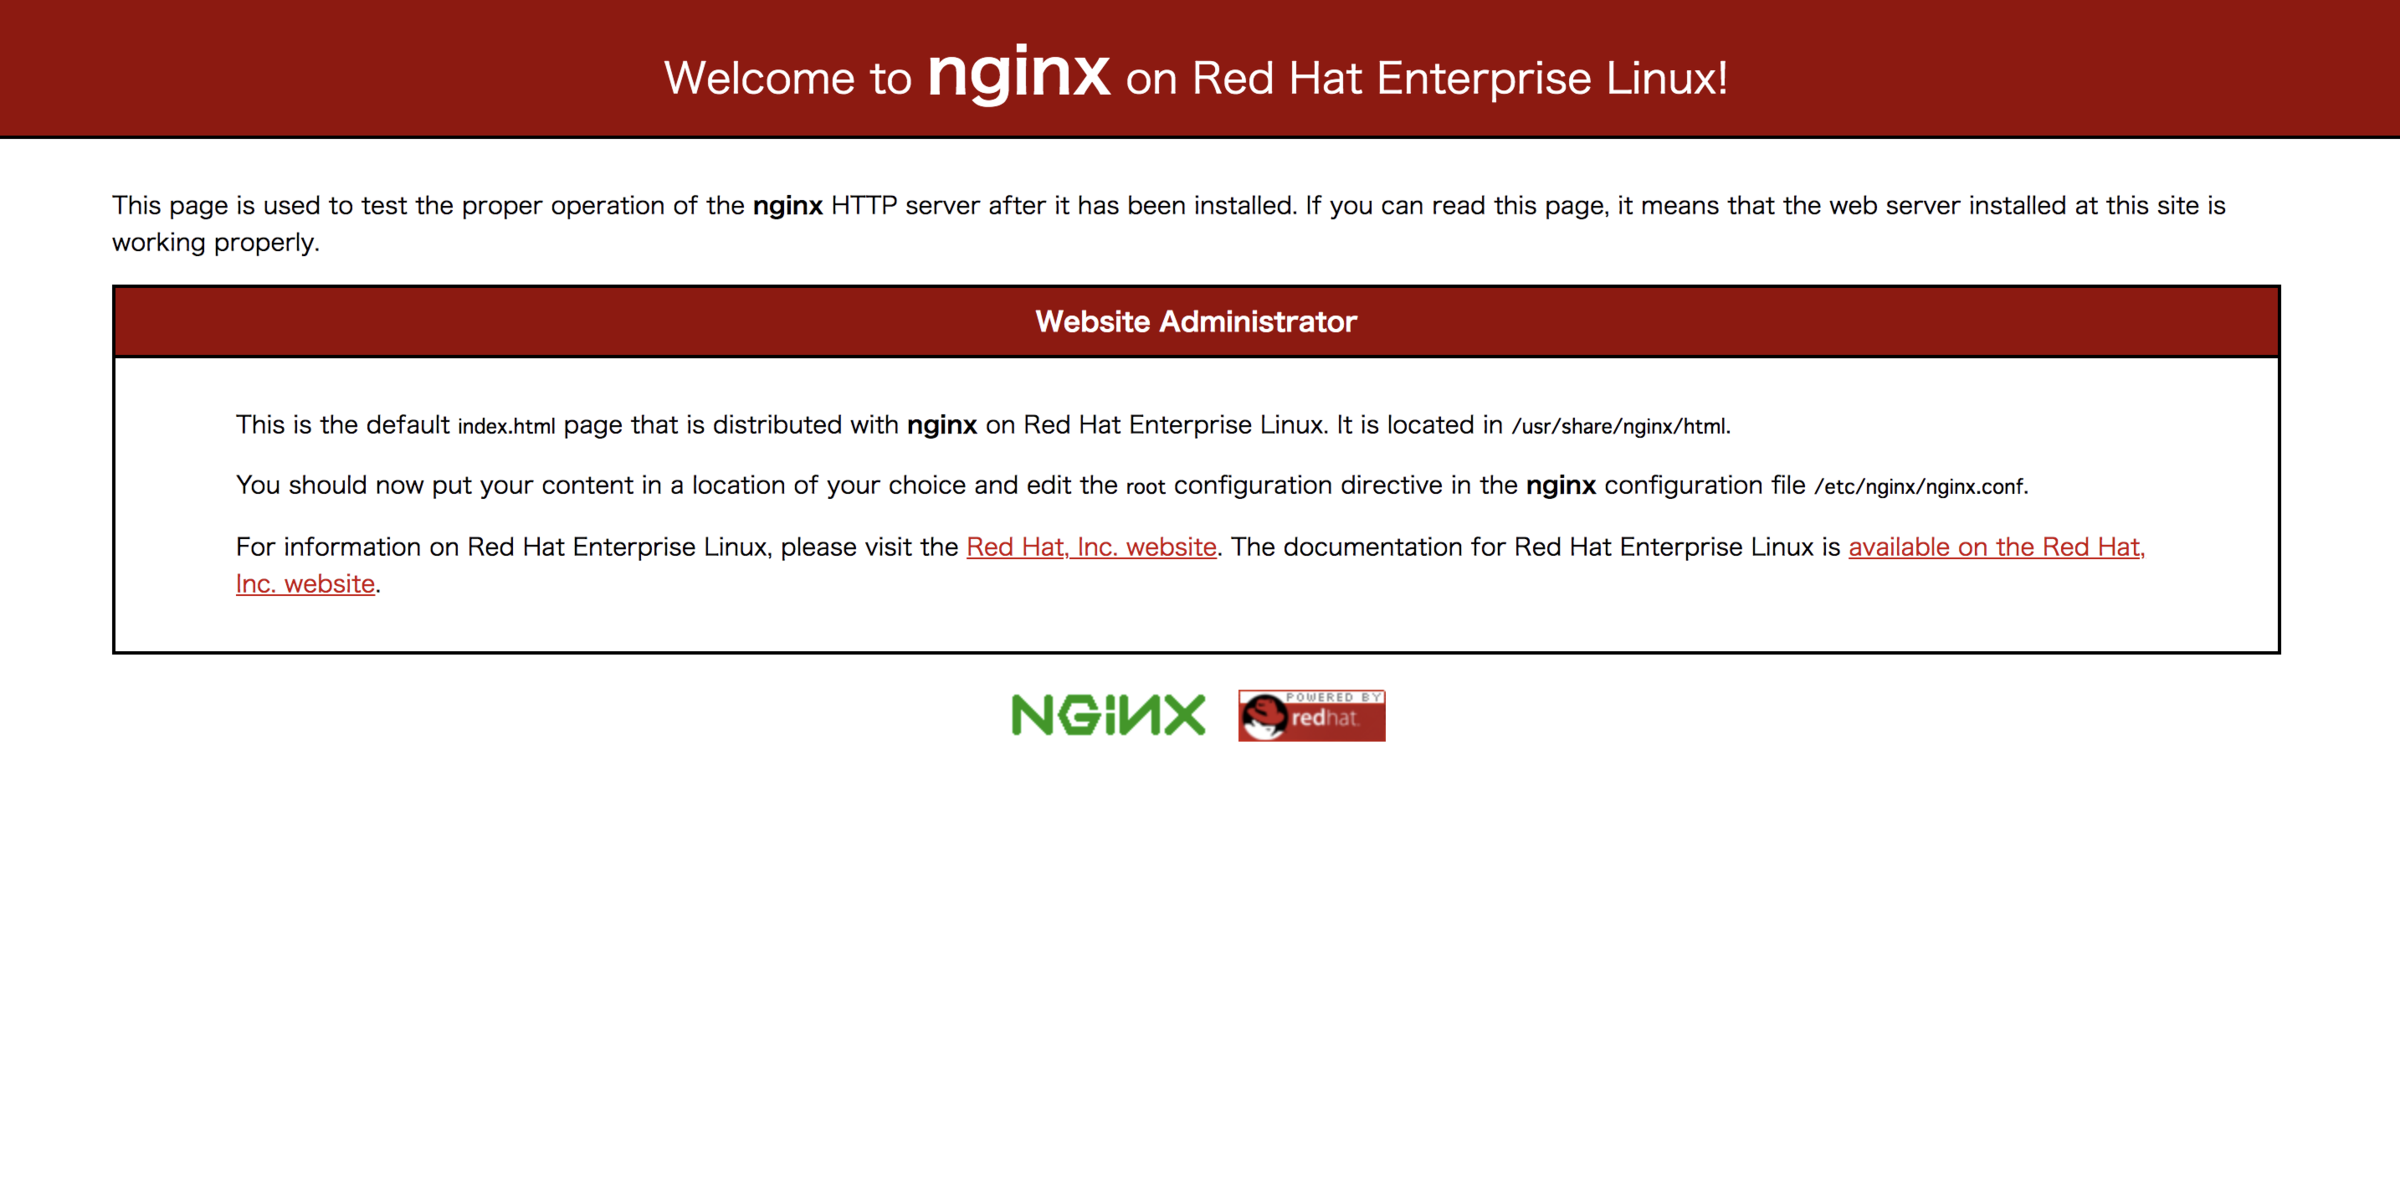 Welcome to nginx on Red Hat Enterprise Linux!
This page is used to test the proper operation of the nginx HTTP server after it has been installed. If you can read this page, it means that the web server installed at this site is
working properly.
Website Administrator
This is the default index.html page that is distributed with nginx on Red Hat Enterprise Linux. It is located in /usr/share/nginx/html.
You should now put your content in a location of your choice and edit the root configuration directive in the nginx configuration file /etc/nginx/nginx.conf.
For information on Red Hat Enterprise Linux, please visit the Red Hat, Inc. website. The documentation for Red Hat Enterprise Linux is available on the Red Hat,
Inc. website.
NGINX
POWERED BY
redhat.